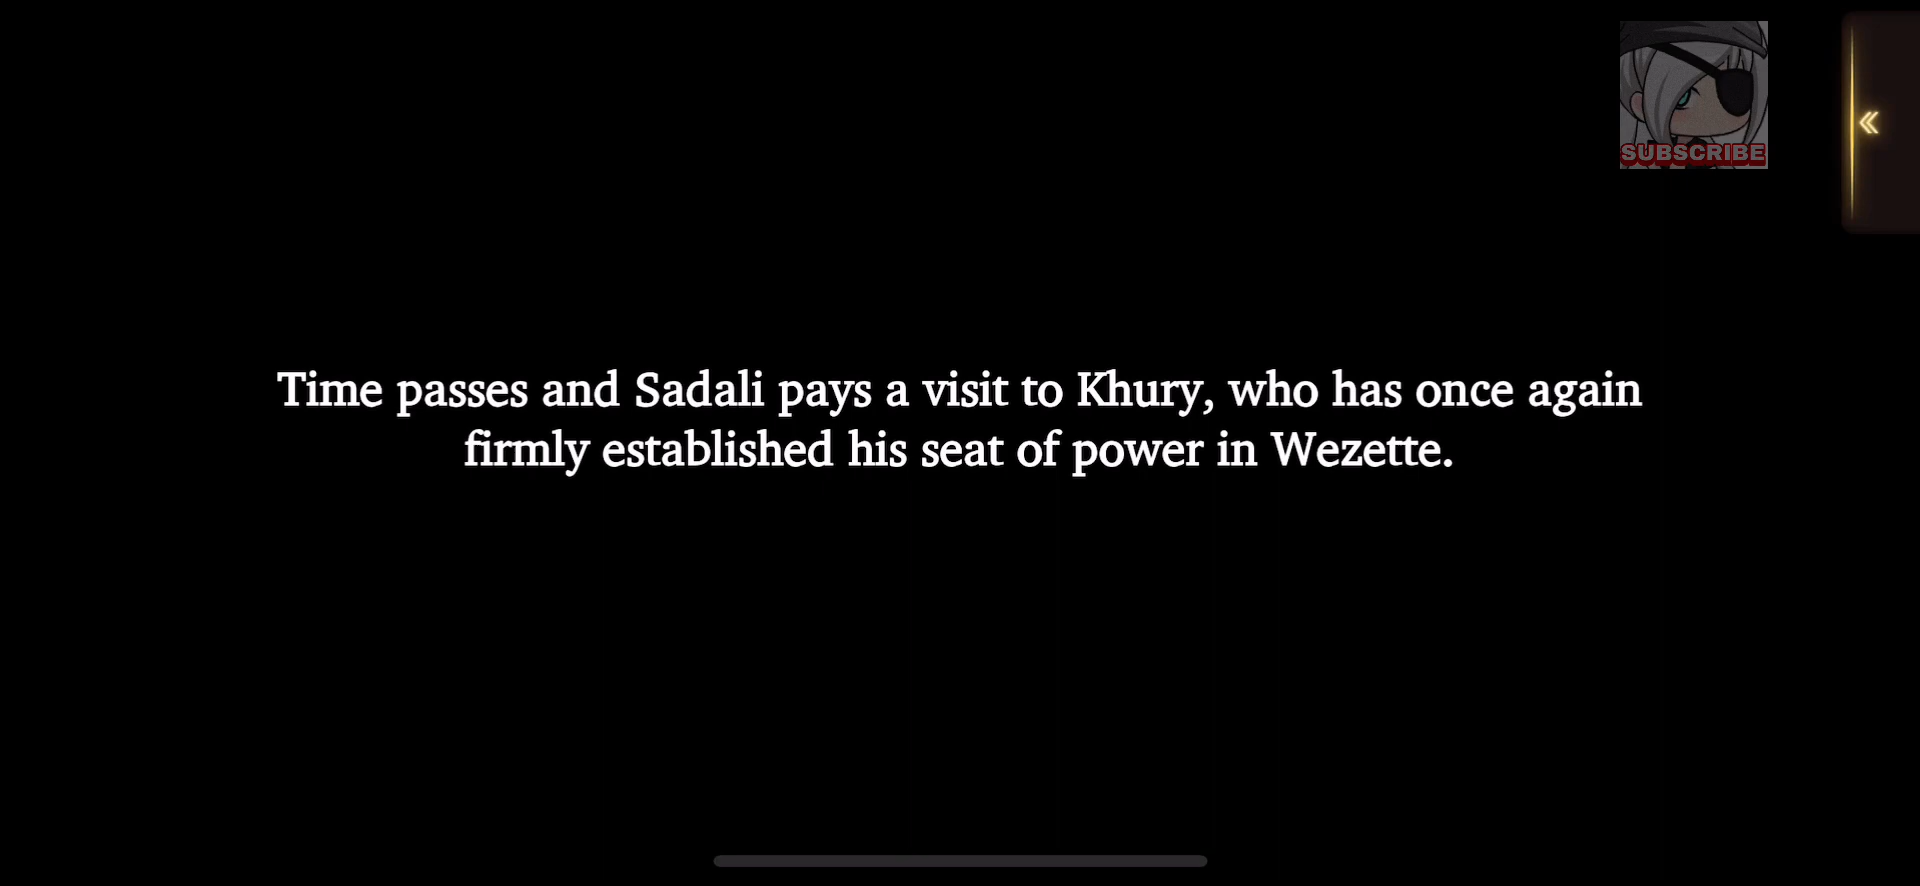 SUBSCRIBE
Time passes and Sadali pays a visit to Khury, who has once again
firmly established his seat of power in Wezette.